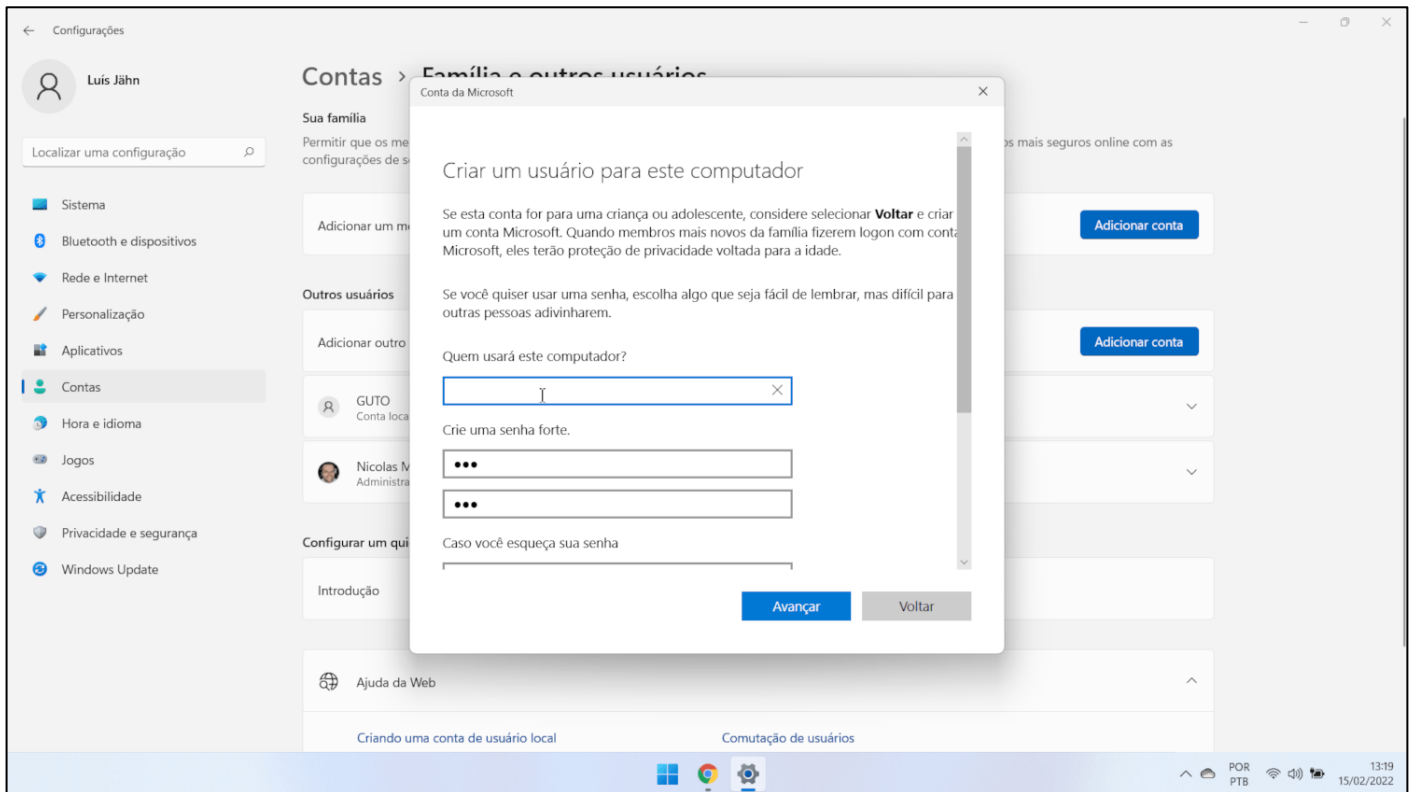 Configurações
Luís Jähn
Localizar uma configuração
Sistema
Bluetooth e dispositivos
Rede e Internet
Personalização
Aplicativos
Contas
Hora e idioma
Jogos
Acessibilidade
Privacidade e segurança
Windows Update
Contas > Família e outros usuários
Sua família
Permitir que os me
os mais seguros online com as
configurações de s
Adicionar um m
Adicionar conta
Outros usuários
Adicionar outro
Adicionar conta
GUTO
Conta loca
Nicolas M
Administra
Configurar um qui
Introdução
Ajuda da Web
Criando uma conta de usuário local
Comutação de usuários
Conta da Microsoft
Criar um usuário para este computador
Se esta conta for para uma criança ou adolescente, considere selecionar Voltar e criar
um conta Microsoft. Quando membros mais novos da família fizerem logon com conta
Microsoft, eles terão proteção de privacidade voltada para a idade.
Se você quiser usar uma senha, escolha algo que seja fácil de lembrar, mas difícil para
outras pessoas adivinharem.
Quem usará este computador?
Crie uma senha forte.
•••
•••
Caso você esqueça sua senha
Avançar
Voltar
POR
PTB
13:19
15/02/2022